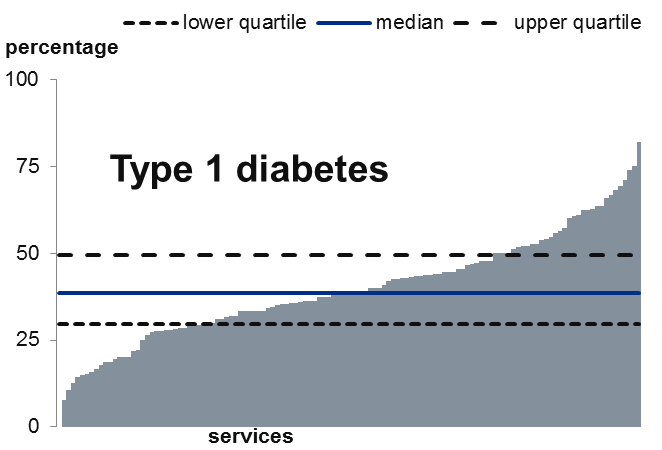 lower quartile median upper quartile
percentage
100
Type 1 diabetes
75
50
25
0
services